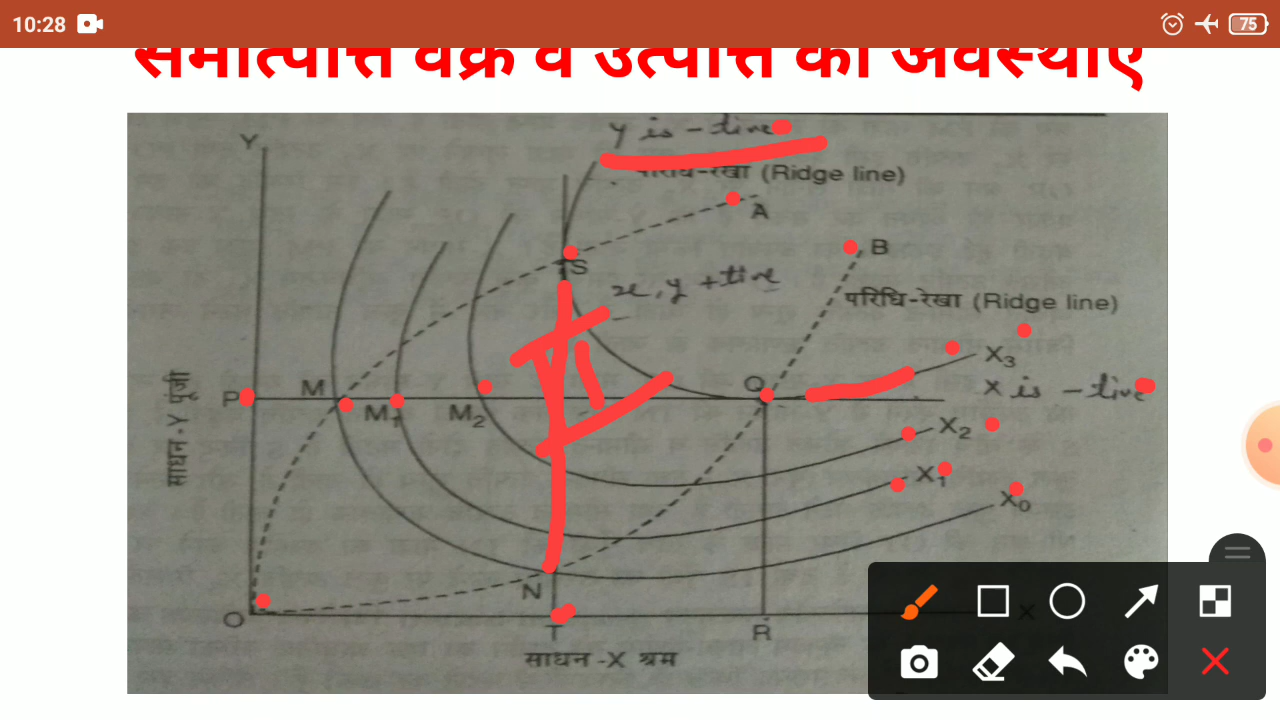 10:28
75
समोत्पत्ति वक्र व उत्पत्ति की अवस्थाएँ
Y
y is -tive
परिधि-रेखा (Ridge line)
A
S
B
x, y +tive
परिधि-रेखा (Ridge line)
II
X3
P
M
M1
M2
Q
X is -tive
X2
साधन -Y पूंजी
X1
X0
N
O
T
R
X
साधन -X श्रम